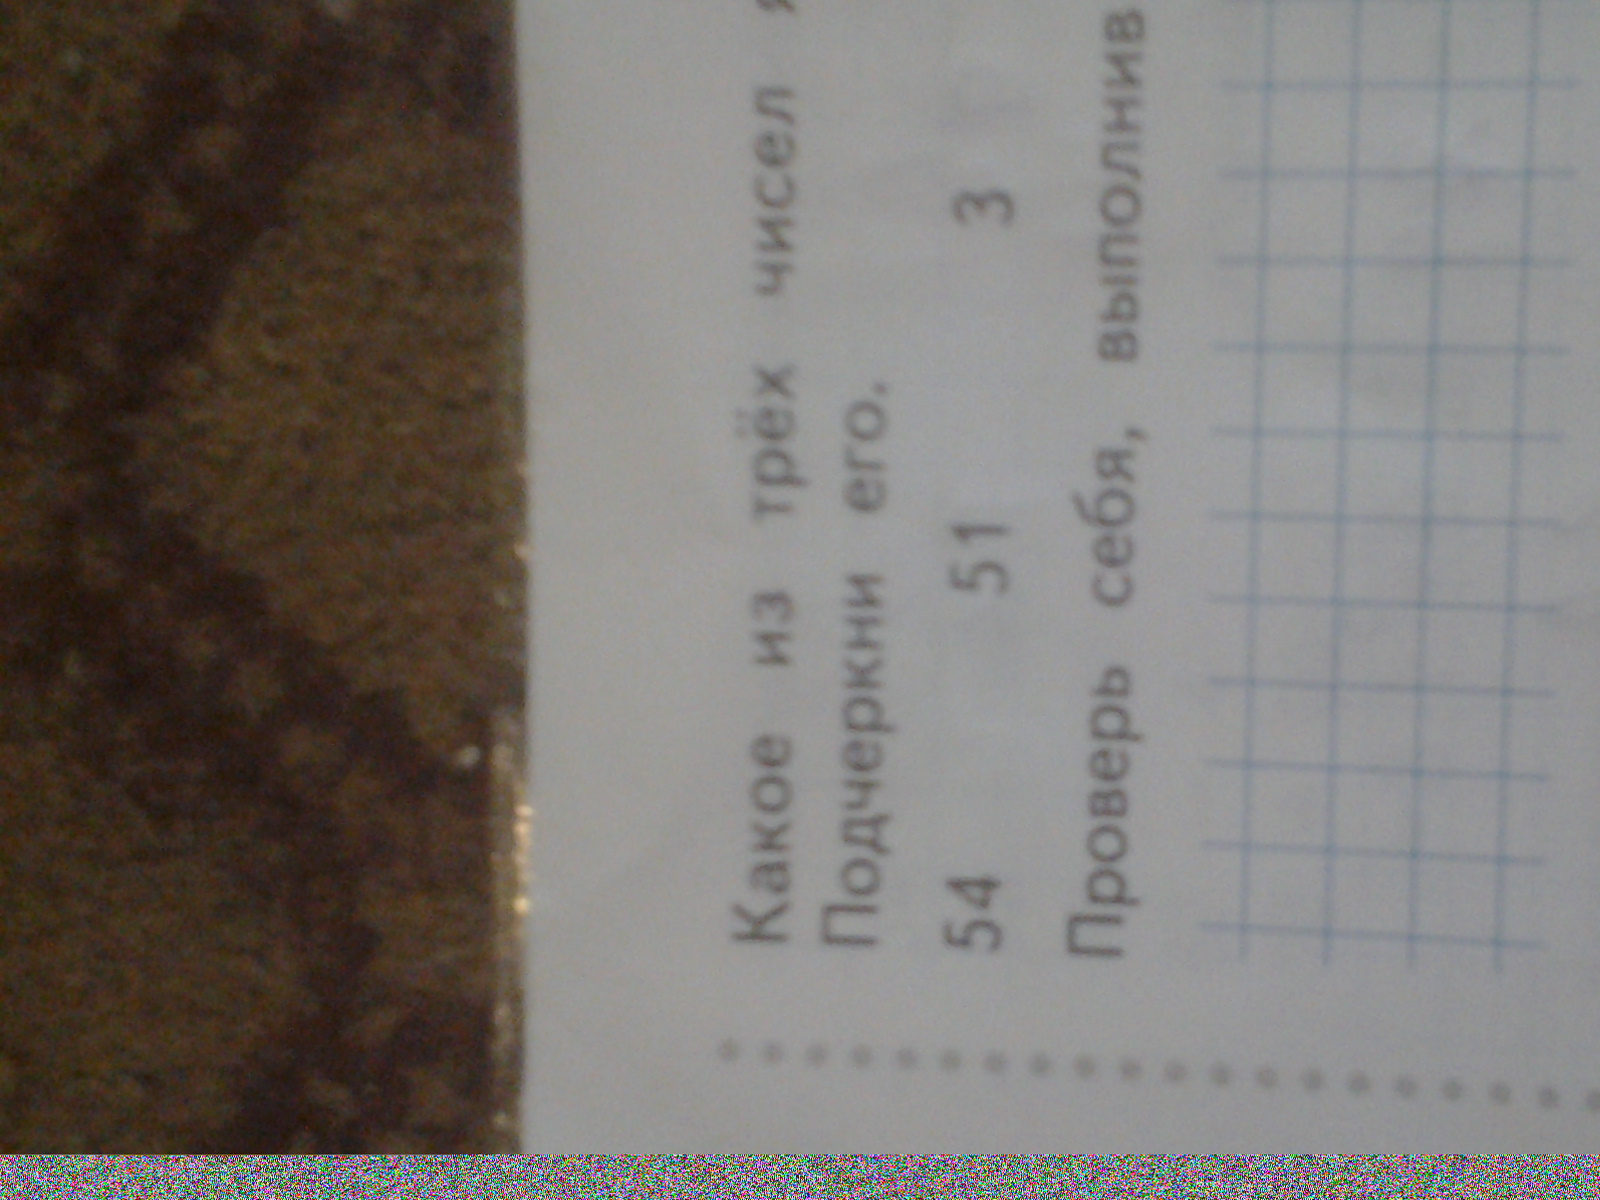 Какое из трёх чисел я
Подчеркни его.
54 51 3
Проверь себя, выполнив